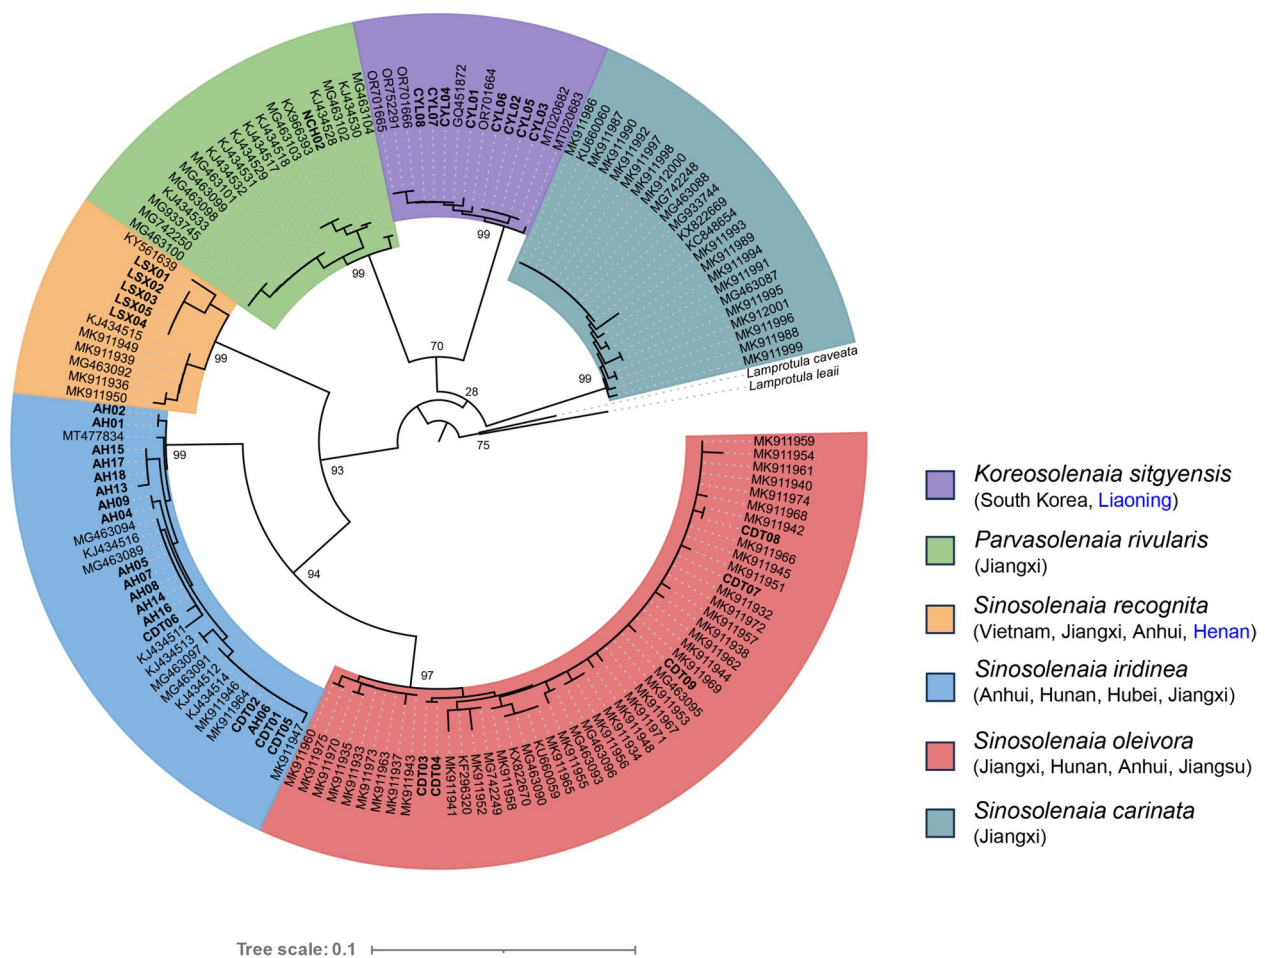 OR701665
OR752291
OR701666
CYL08
CYL07
CYL04
GQ451872
CYL01
OR701664
CYL06
CYL02
CYL05
CYL03
MT020682
MT020683
MK911986
KU660060
MK911987
MK911990
MK911992
MK911997
MK911998
MK912000
MG742248
MG463088
MG933744
KX822669
KC848654
MK911993
MK911989
MK911994
MK911991
MG463087
MK911995
MK912001
MK911996
MK911988
MK911999
Lamprotula caveata
Lamprotula leaii
MK911959
MK911954
MK911961
MK911940
MK911974
MK911968
MK911942
CDT08
MK911966
MK911945
MK911951
CDT07
MK911932
MK911972
MK911957
MK911938
MK911962
MK911944
MK911969
CDT09
MG463095
MK911953
MK911967
MK911971
MK911948
MK911934
MK911956
MG463096
MG463093
MK911955
MK911965
KU660059
MG463090
KX822670
MK911958
MG742249
MK911952
KF296320
MK911941
CDT04
CDT03
MK911943
MK911937
MK911963
MK911973
MK911933
MK911935
MK911970
MK911975
MK911960
MK911947
CDT05
CDT01
AH06
CDT02
MK911964
MK911946
KJ434514
KJ434512
MG463091
MG463097
KJ434513
KJ434511
CDT06
AH16
AH14
AH08
AH07
AH05
MG463089
KJ434516
MG463094
AH04
AH09
AH13
AH18
AH17
AH15
MT477834
AH01
AH02
MK911950
MK911936
MG463092
MK911939
MK911949
KJ434515
LSX04
LSX05
LSX03
LSX02
LSX01
KY561639
MG463100
MG742250
MG933745
KJ434533
MG463098
MG463099
MG463101
KJ434532
KJ434531
KJ434529
KJ434517
KJ434518
MG463103
KX966393
NCH02
KJ434528
MG463102
KJ434530
MG463104
99
99
70
28
99
75
99
93
99
94
97
Koreosolenaia sitgyensis
(South Korea, Liaoning)
Parvasolenaia rivularis
(Jiangxi)
Sinosolenaia recognita
(Vietnam, Jiangxi, Anhui, Henan)
Sinosolenaia iridinea
(Anhui, Hunan, Hubei, Jiangxi)
Sinosolenaia oleivora
(Jiangxi, Hunan, Anhui, Jiangsu)
Sinosolenaia carinata
(Jiangxi)
Tree scale: 0.1